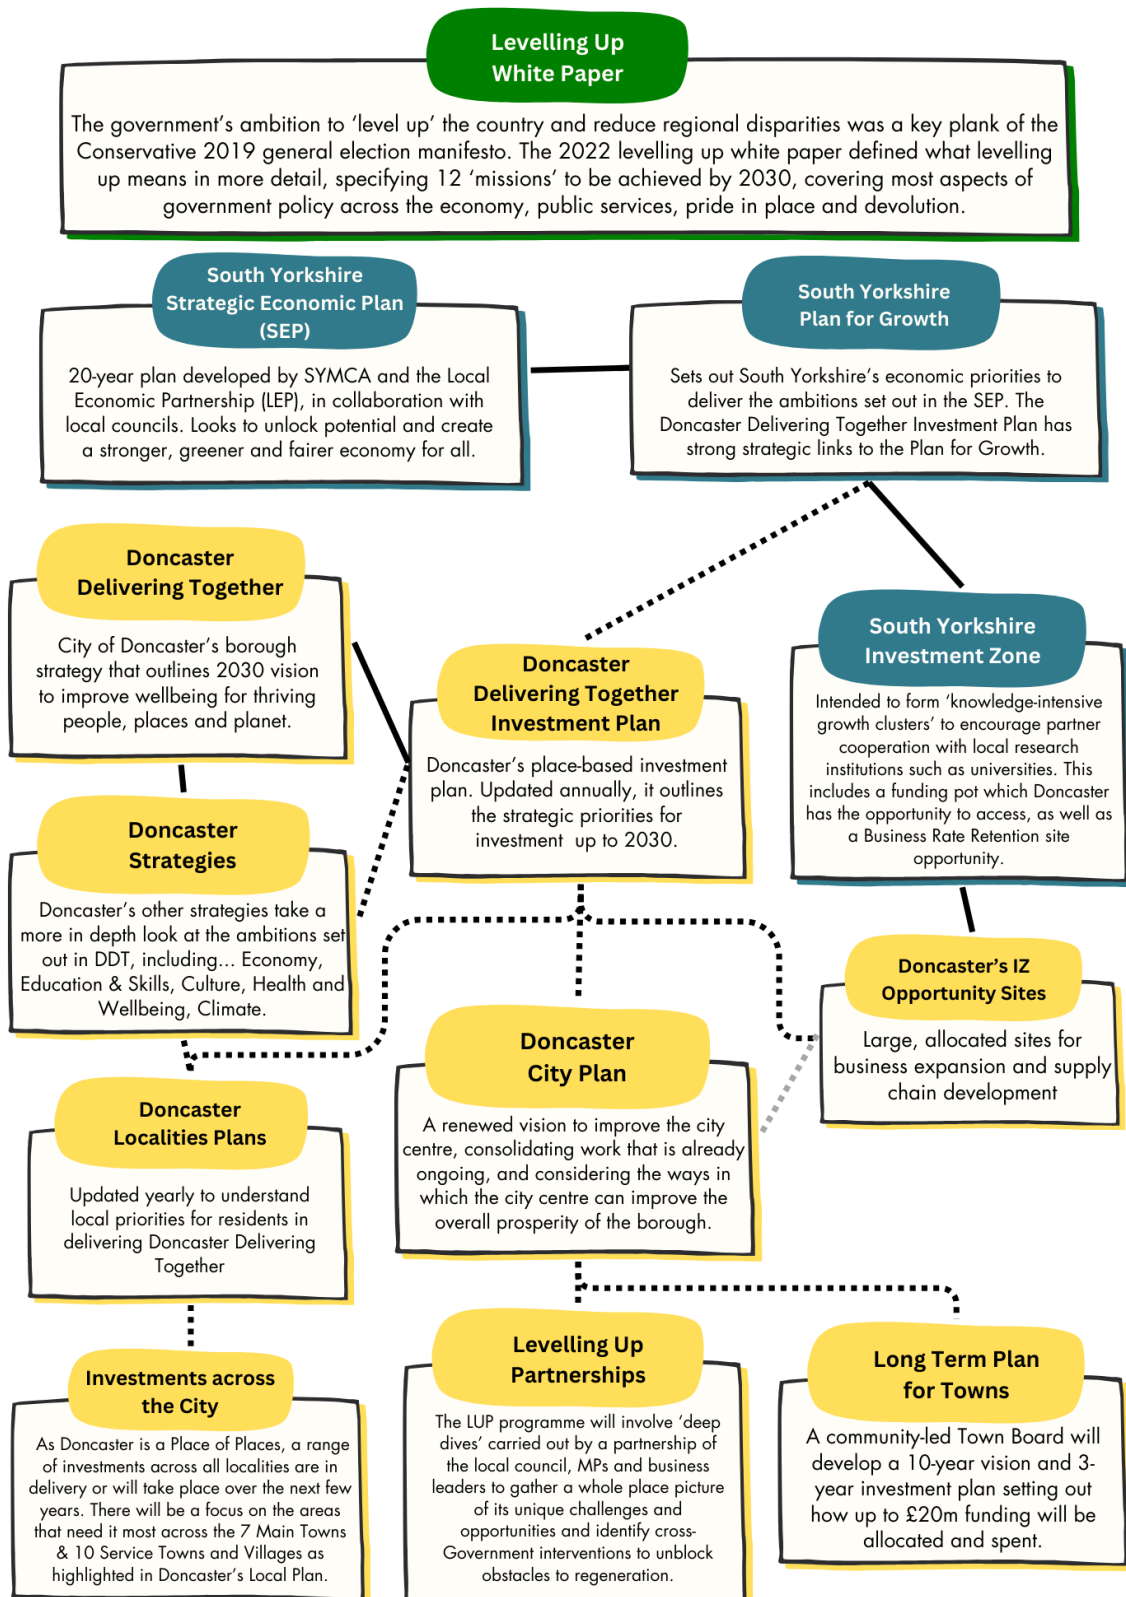 Levelling Up
White Paper
The government's ambition to 'level up' the country and reduce regional disparities was a key plank of the
Conservative 2019 general election manifesto. The 2022 levelling up white paper defined what levelling
up means in more detail, specifying 12 'missions' to be achieved by 2030, covering most aspects of
government policy across the economy, public services, pride in place and devolution.
South Yorkshire
Strategic Economic Plan
(SEP)
20-year plan developed by SYMCA and the Local
Economic Partnership (LEP), in collaboration with
local councils. Looks to unlock potential and create
a stronger, greener and fairer economy for all.
South Yorkshire
Plan for Growth
Sets out South Yorkshire's economic priorities to
deliver the ambitions set out in the SEP. The
Doncaster Delivering Together Investment Plan has
strong strategic links to the Plan for Growth.
Doncaster
Delivering Together
City of Doncaster's borough
strategy that outlines 2030 vision
to improve wellbeing for thriving
people, places and planet.
Doncaster
Delivering Together
Investment Plan
Doncaster's place-based investment
plan. Updated annually, it outlines
the strategic priorities for
investment up to 2030.
South Yorkshire
Investment Zone
Intended to form 'knowledge-intensive
growth clusters' to encourage partner
cooperation with local research
institutions such as universities. This
includes a funding pot which Doncaster
has the opportunity to access, as well as
a Business Rate Retention site
opportunity.
Doncaster
Strategies
Doncaster's other strategies take a
more in depth look at the ambitions set
out in DDT, including... Economy,
Education & Skills, Culture, Health and
Wellbeing, Climate.
Doncaster's IZ
Opportunity Sites
Large, allocated sites for
business expansion and supply
chain development
Doncaster
City Plan
A renewed vision to improve the city
centre, consolidating work that is already
ongoing, and considering the ways in
which the city centre can improve the
overall prosperity of the borough.
Doncaster
Localities Plans
Updated yearly to understand
local priorities for residents in
delivering Doncaster Delivering
Together
Investments across
the City
As Doncaster is a Place of Places, a range
of investments across all localities are in
delivery or will take place over the next few
years. There will be a focus on the areas
that need it most across the 7 Main Towns
& 10 Service Towns and Villages as
highlighted in Doncaster's Local Plan.
Levelling Up
Partnerships
The LUP programme will involve 'deep
dives' carried out by a partnership of
the local council, MPs and business
leaders to gather a whole place picture
of its unique challenges and
opportunities and identify cross-
Government interventions to unblock
obstacles to regeneration.
Long Term Plan
for Towns
A community-led Town Board will
develop a 10-year vision and 3-
year investment plan setting out
how up to £20m funding will be
allocated and spent.